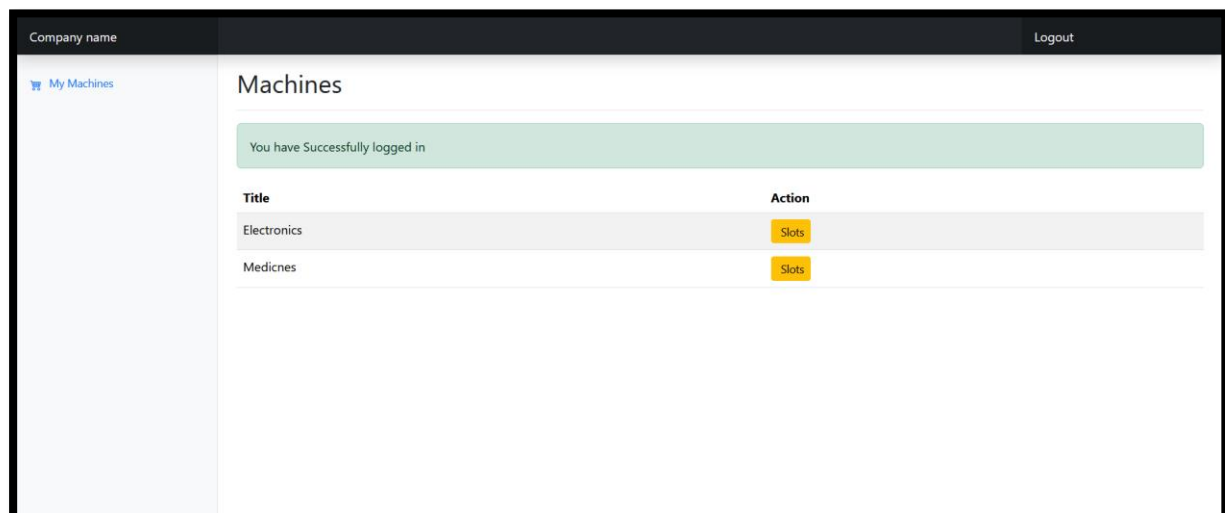 Company name
Logout
My Machines
Machines
You have Successfully logged in
Title Action
Electronics Slots
Medicnes Slots